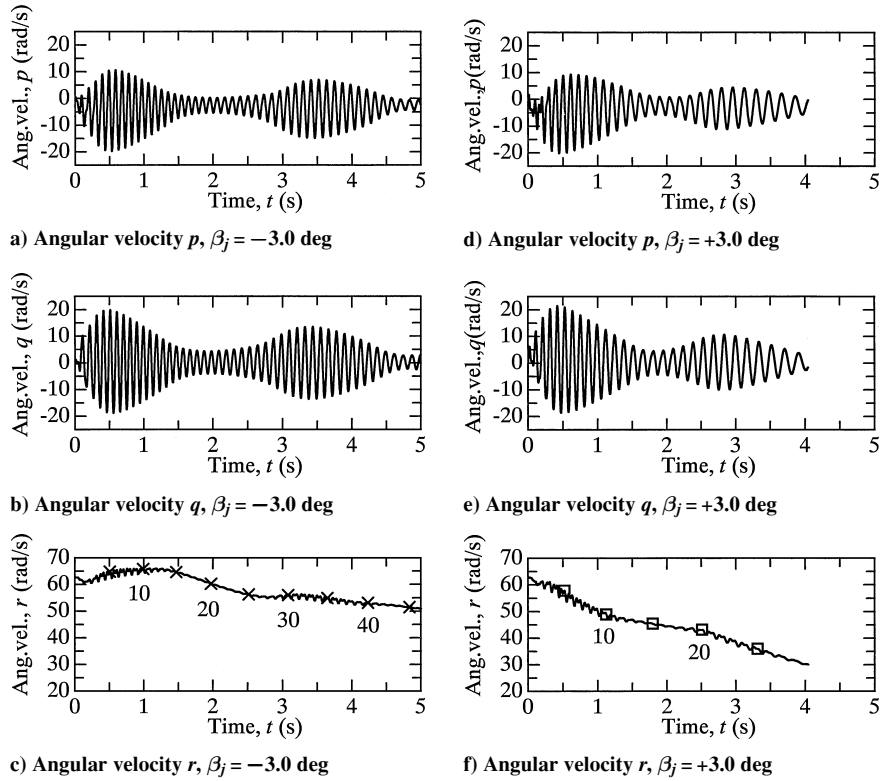 Ang.vel., p (rad/s)
20
10
0
-10
-20
0 1 2 3 4 5
Time, t (s)
a) Angular velocity p, βj = −3.0 deg
Ang.vel.,p(rad/s)
20
10
0
-10
-20
0 1 2 3 4 5
Time, t (s)
d) Angular velocity p, βj = +3.0 deg
Ang.vel., q (rad/s)
20
10
0
-10
-20
0 1 2 3 4 5
Time, t (s)
b) Angular velocity q, βj = −3.0 deg
Ang.vel.,q(rad/s)
20
10
0
-10
-20
0 1 2 3 4 5
Time, t (s)
e) Angular velocity q, βj = +3.0 deg
Ang.vel., r (rad/s)
70
60
50
40
30
20
10 20 30 40
0 1 2 3 4 5
Time, t (s)
c) Angular velocity r, βj = −3.0 deg
Ang.vel., r (rad/s)
70
60
50
40
30
20
10 20
0 1 2 3 4 5
Time, t (s)
f) Angular velocity r, βj = +3.0 deg